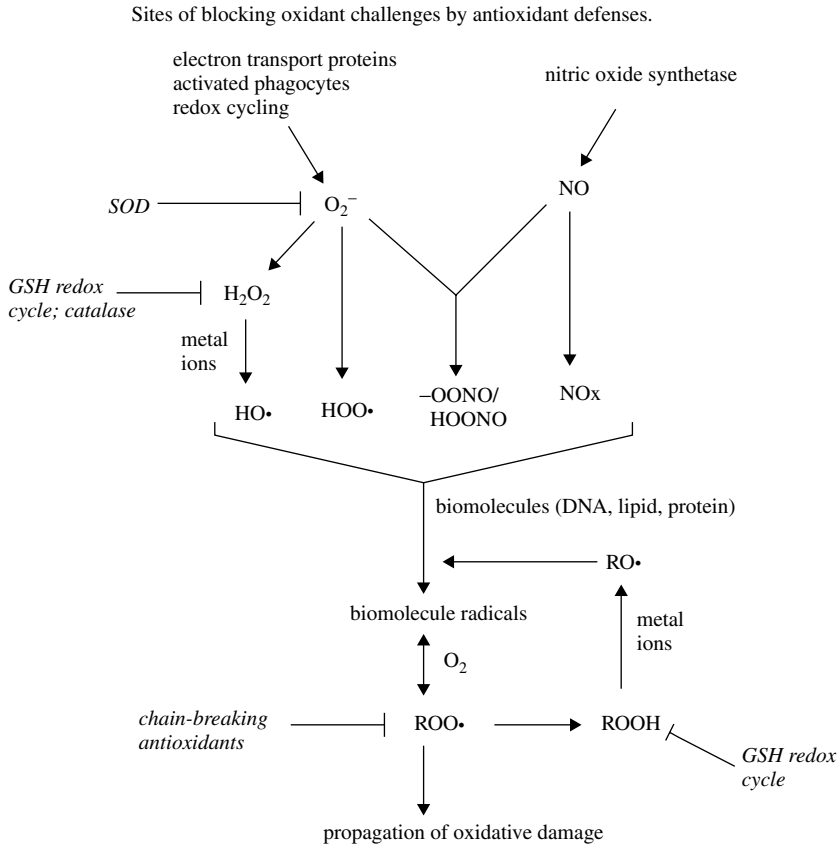 Sites of blocking oxidant challenges by antioxidant defenses.
electron transport proteins
activated phagocytes
redox cycling
nitric oxide synthetase
SOD
O₂⁻
NO
GSH redox
cycle; catalase
H₂O₂
metal
ions
HO•
HOO•
–OONO/
HOONO
NOx
biomolecules (DNA, lipid, protein)
RO•
biomolecule radicals
metal
ions
O₂
chain-breaking
antioxidants
ROO•
ROOH
GSH redox
cycle
propagation of oxidative damage